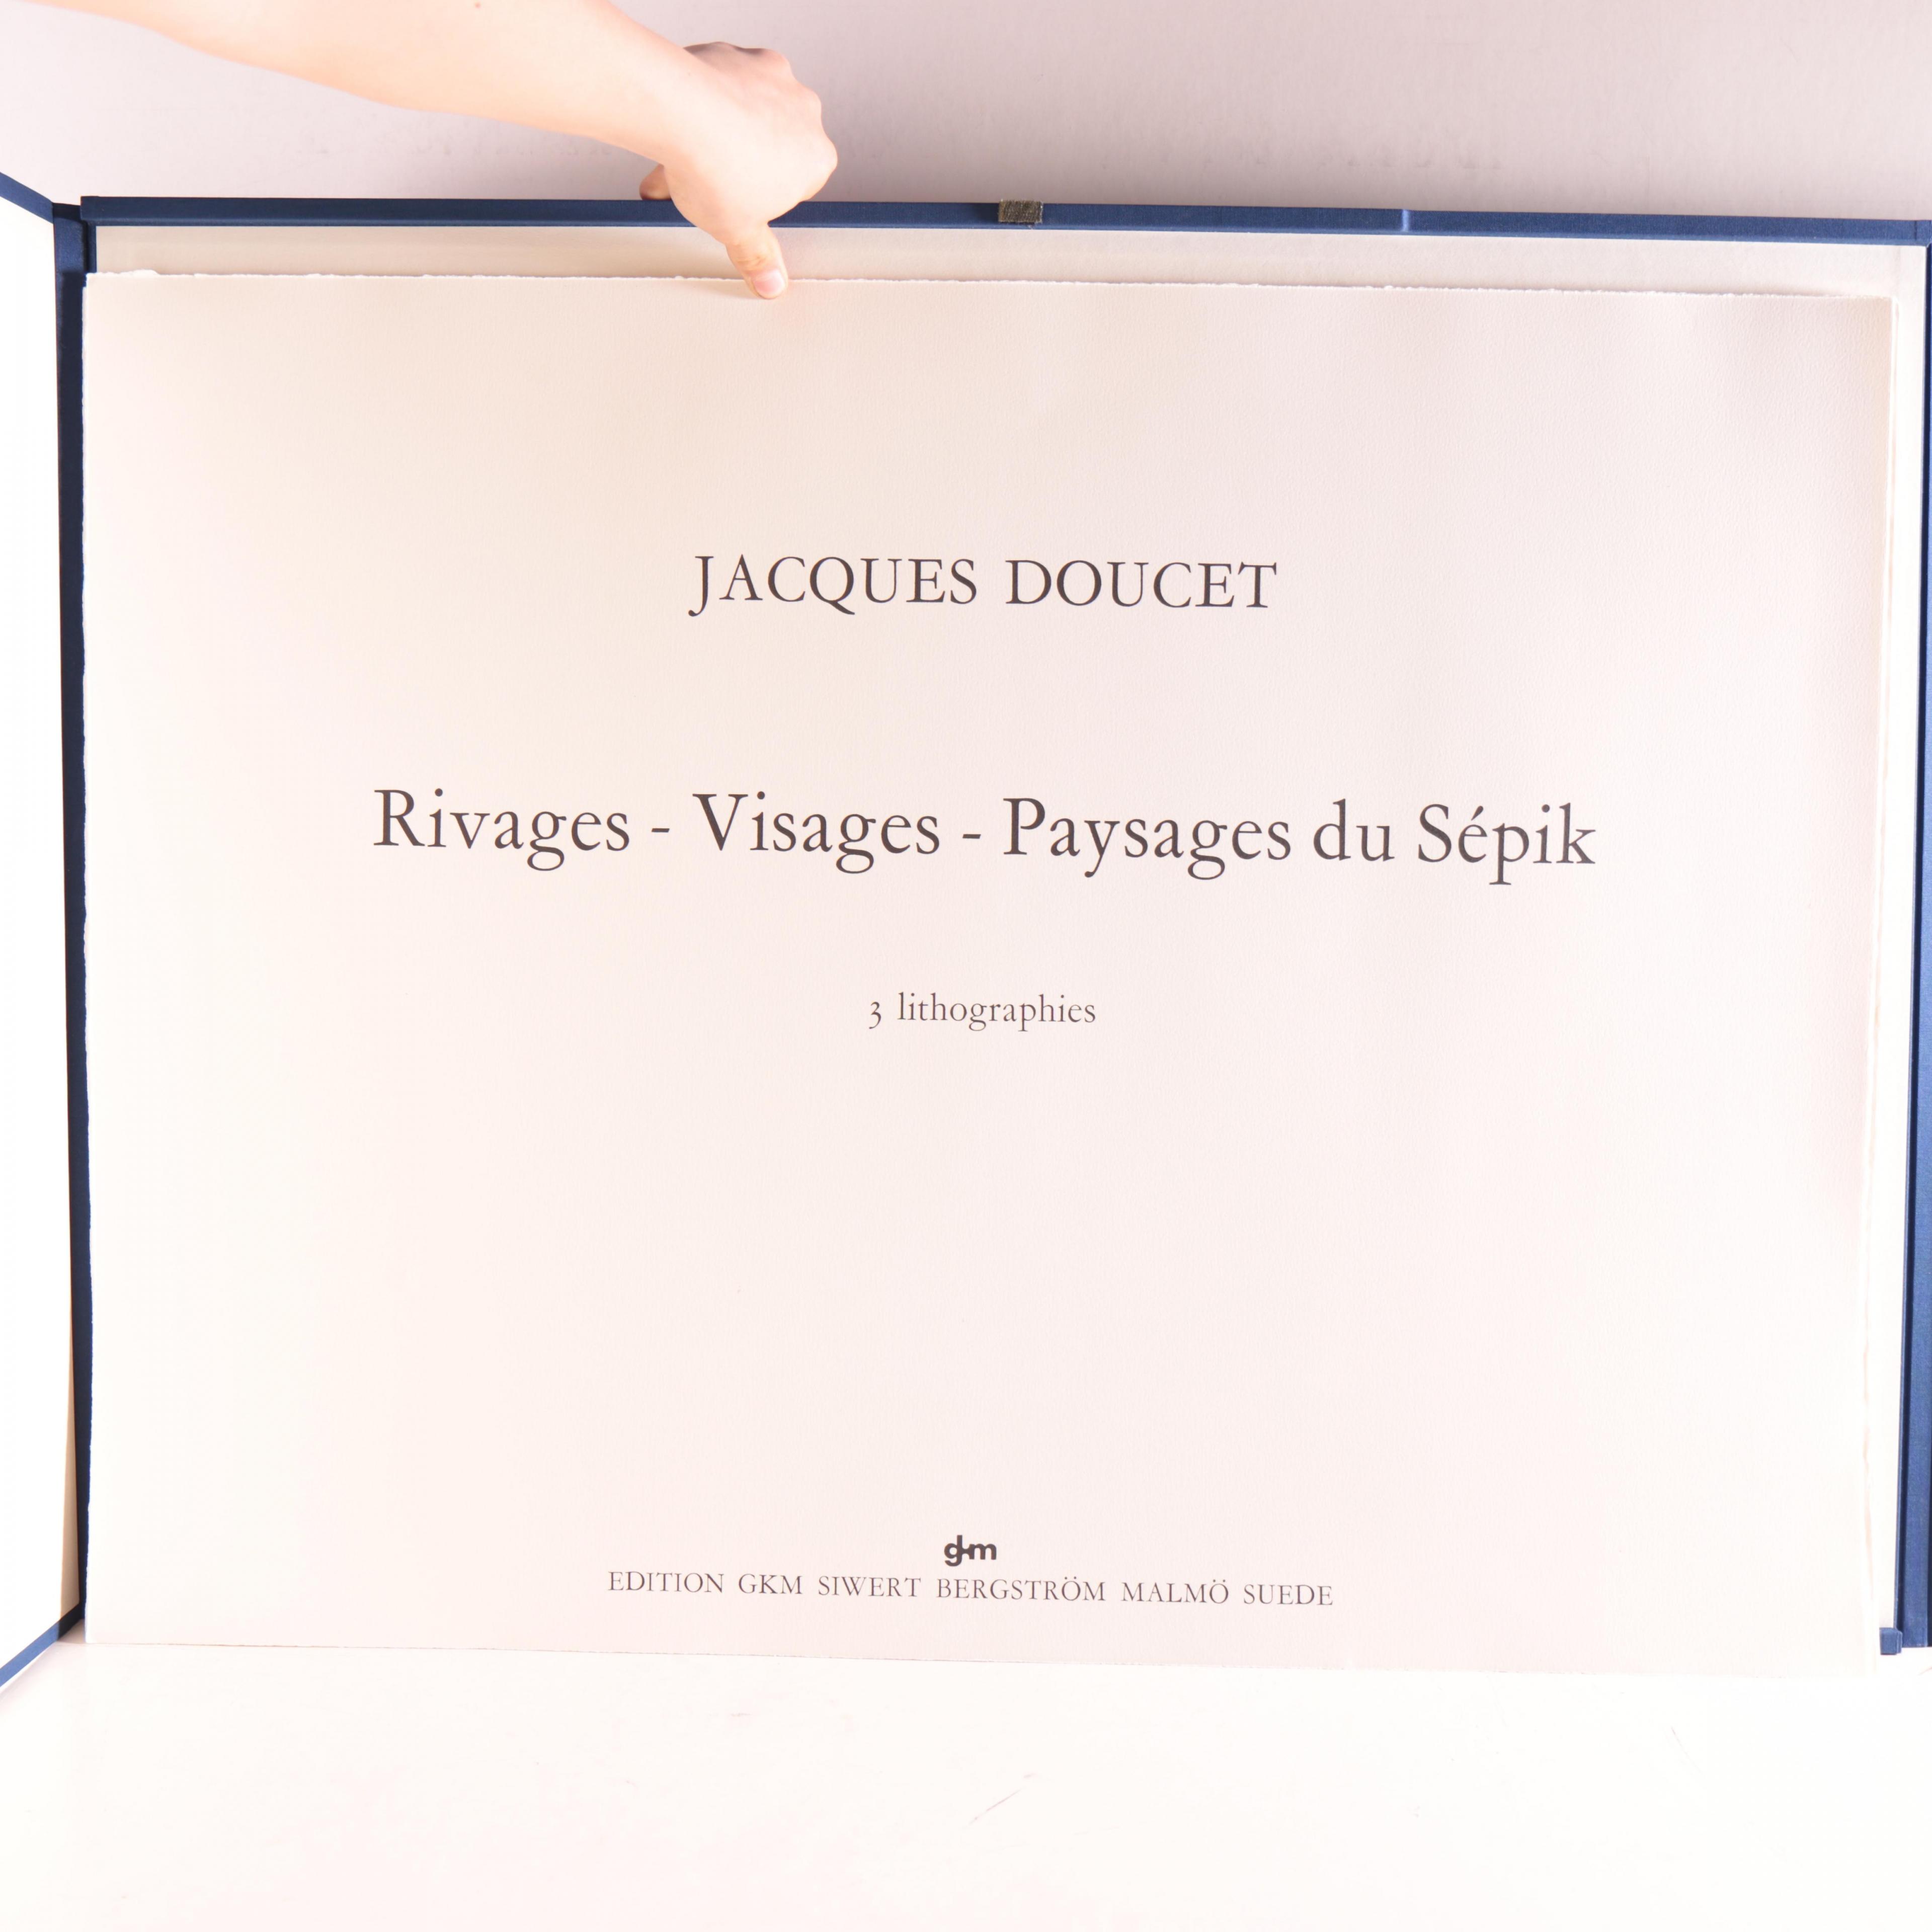 JACQUES DOUCET
Rivages - Visages - Paysages du Sépik
3 lithographies
gkm
EDITION GKM SIWERT BERGSTRÖM MALMÖ SUEDE